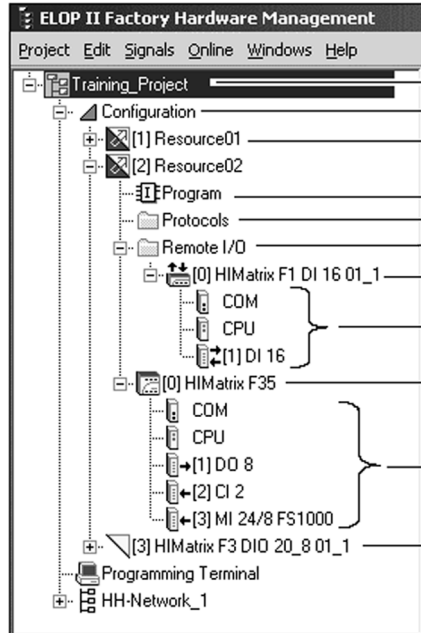 ELOP II Factory Hardware Management
Project Edit Signals Online Windows Help
Training_Project
Configuration
[1] Resource01
[2] Resource02
Program
Protocols
Remote I/O
[0] HIMatrix F1 DI 16 01_1
COM
CPU
[1] DI 16
[0] HIMatrix F35
COM
CPU
[1] DO 8
[2] CI 2
[3] MI 24/8 FS1000
[3] HIMatrix F3 DIO 20_8 01_1
Programming Terminal
HH-Network_1